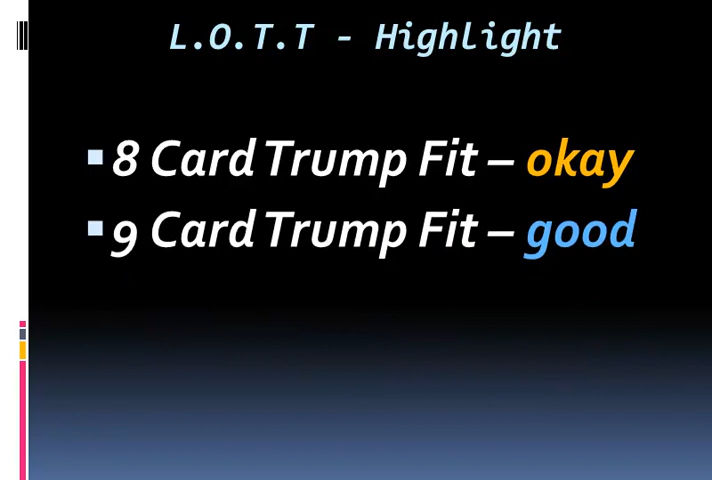 L.O.T.T - Highlight
8 Card Trump Fit – okay
9 Card Trump Fit – good